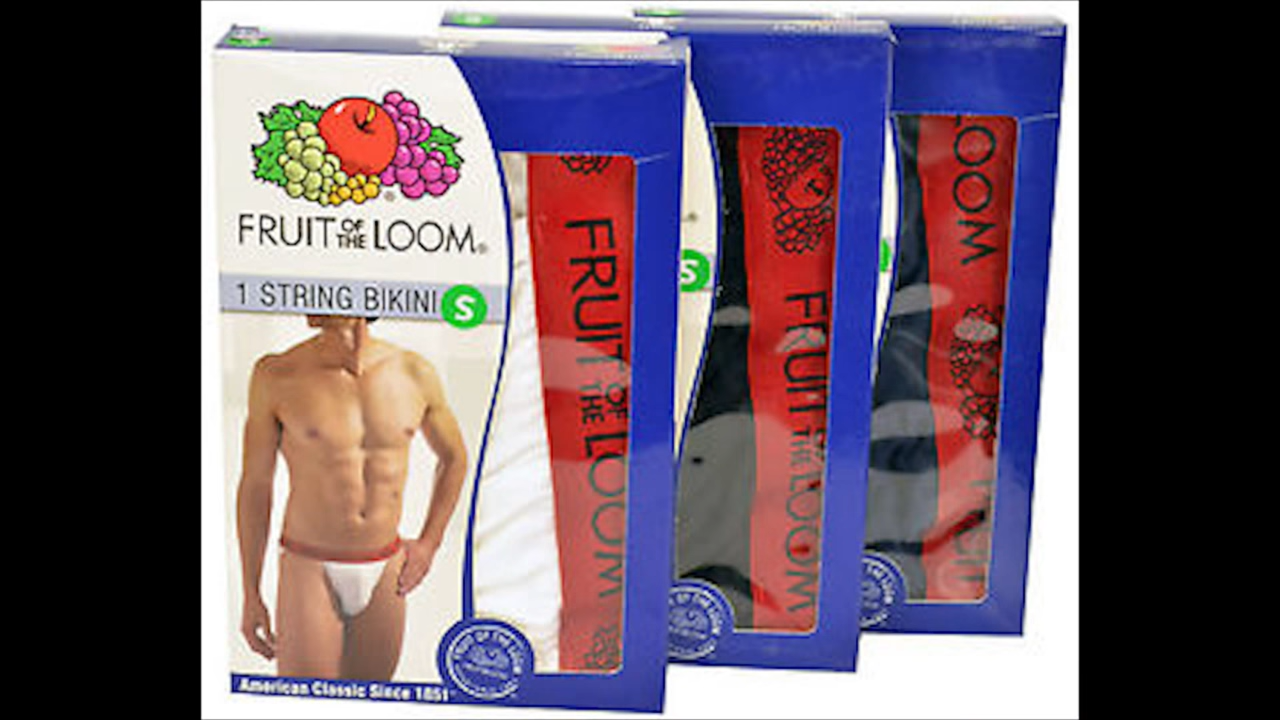 FRUIT OF THE LOOM®
1 STRING BIKINI S
American Classic Since 1851
FRUIT OF THE LOOM
S
FRUIT OF THE LOOM
LOOM